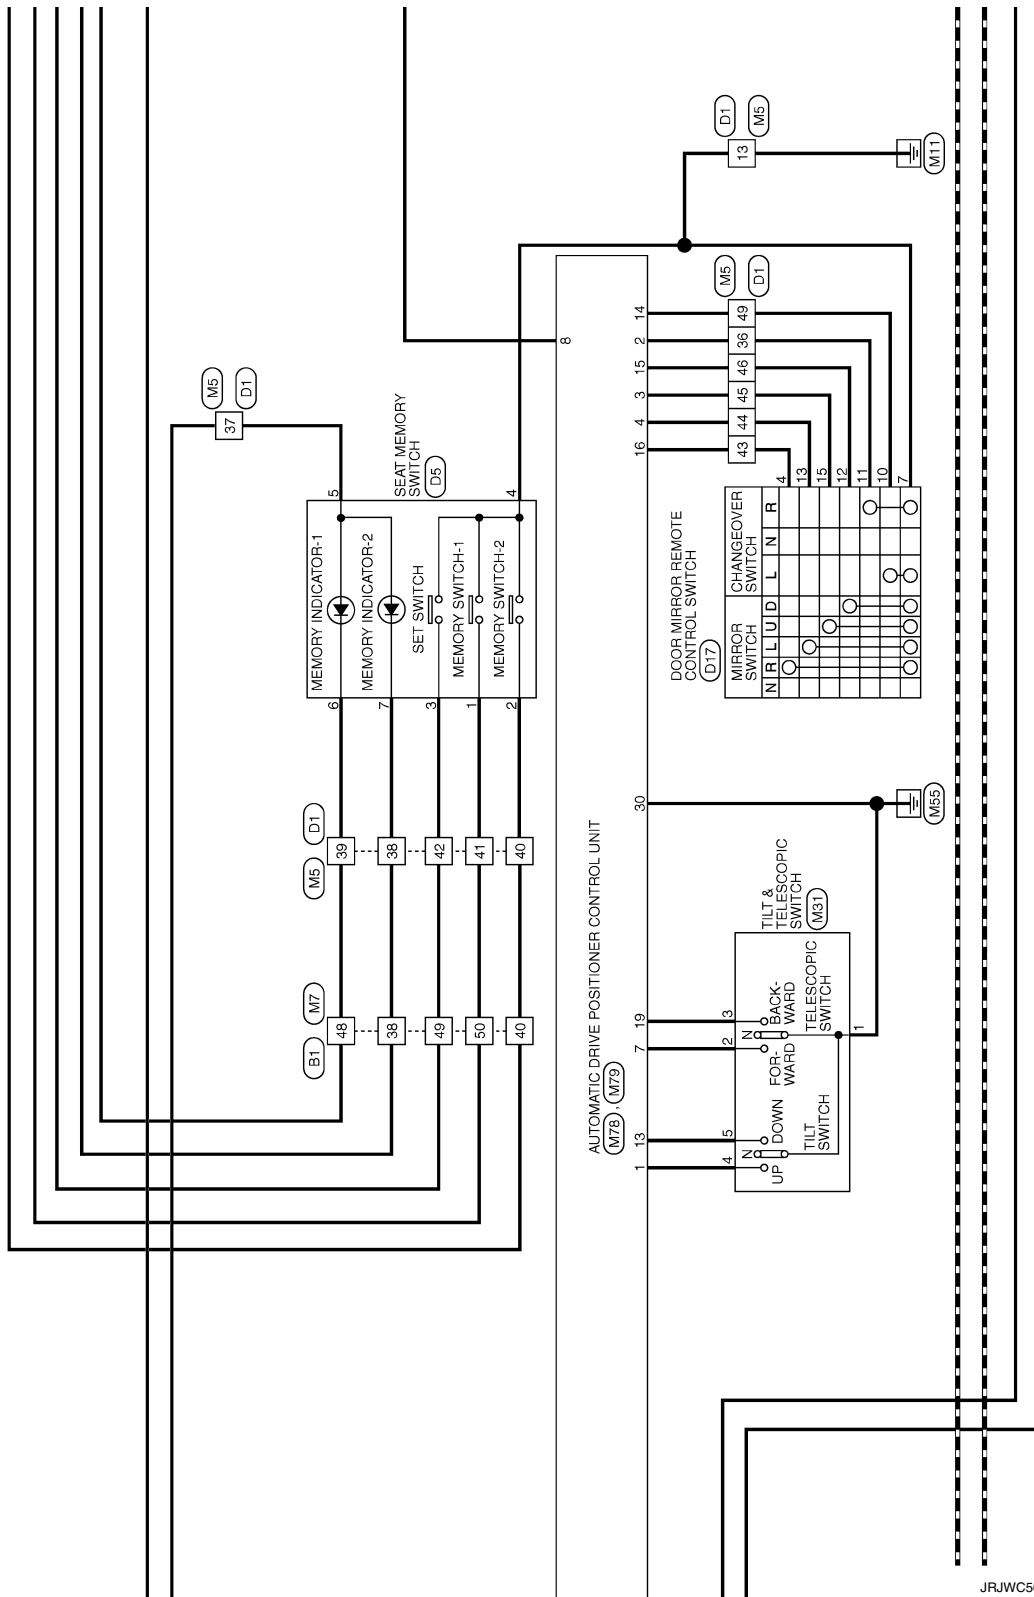 D1
M5
13
M11
M5
D1
14
49
8
2
36
15
46
3
45
4
44
16
43
M5
D1
37
SEAT MEMORY
SWITCH
D5
5
4
MEMORY INDICATOR-1
MEMORY INDICATOR-2
SET SWITCH
MEMORY SWITCH-1
MEMORY SWITCH-2
6
7
3
1
2
DOOR MIRROR REMOTE
CONTROL SWITCH
D17
4
13
15
12
11
10
7
MIRROR
SWITCH
CHANGEOVER
SWITCH
N R L U D L N R
D1
M5
39
38
42
41
40
30
M55
B1
M7
48
38
49
50
40
AUTOMATIC DRIVE POSITIONER CONTROL UNIT
M78 , M79
19
7
13
1
TILT &
TELESCOPIC
SWITCH
M31
3
2
5
4
1
N
BACK-
WARD
FOR-
WARD
TELESCOPIC
SWITCH
N
DOWN
UP
TILT
SWITCH